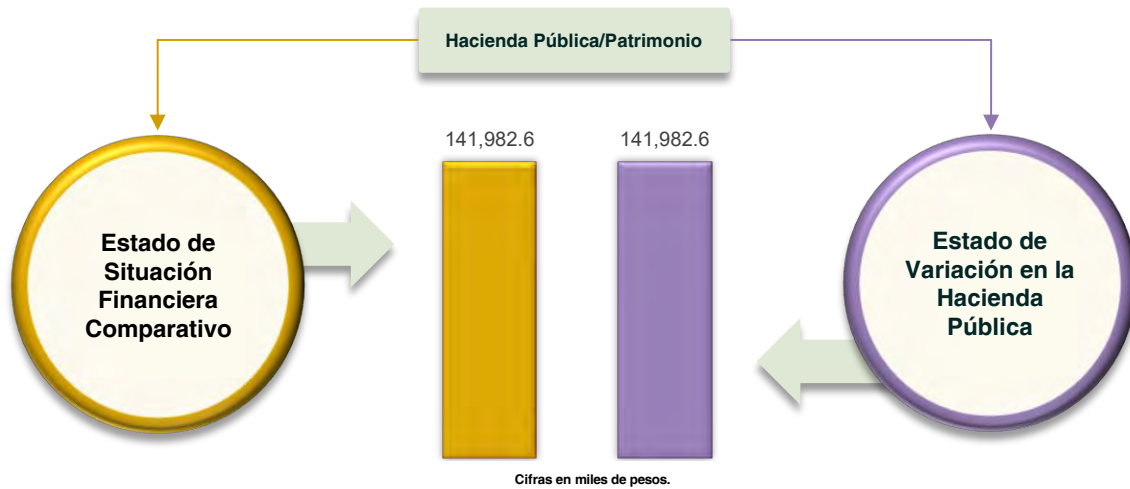 Hacienda Pública/Patrimonio
141,982.6
141,982.6
Estado de
Situación
Financiera
Comparativo
Estado de
Variación en la
Hacienda
Pública
Cifras en miles de pesos.